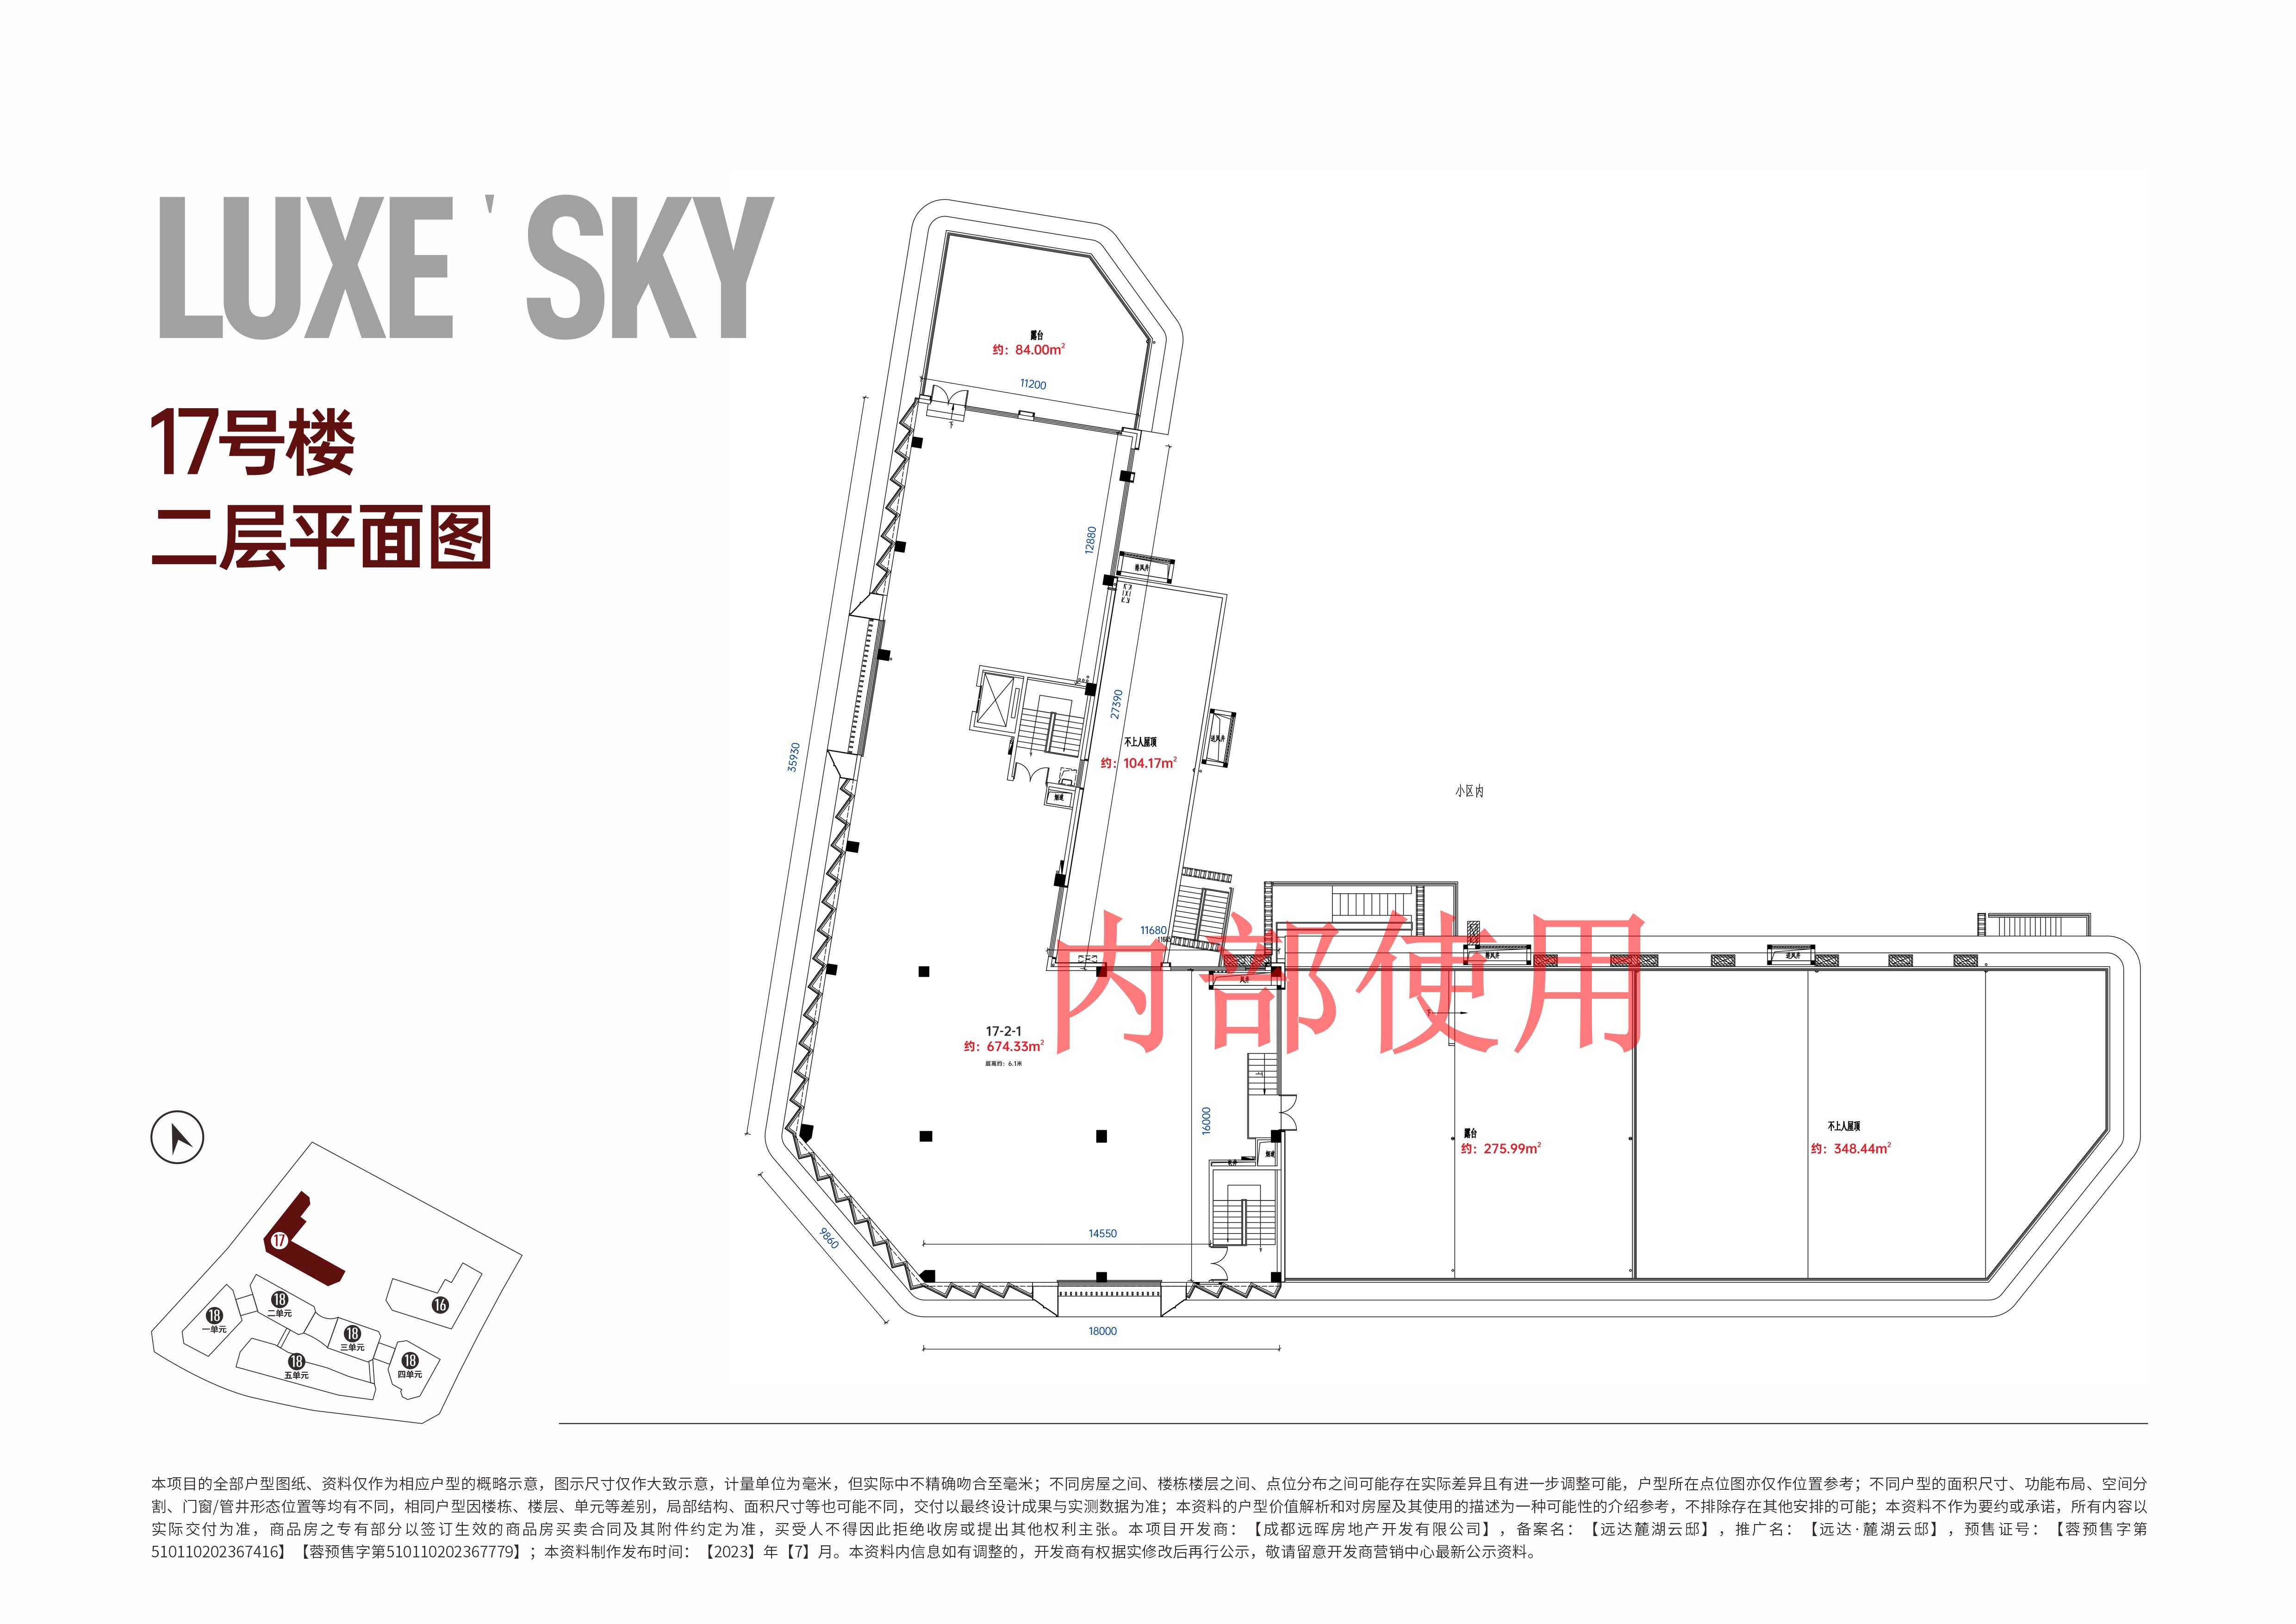 LUXE'SKY
17号楼
二层平面图
露台
约：84.00m²
11200
12880
排风井
35930
27390
送风井
不上人屋顶
约：104.17m²
烟道
小区内
11680
内部使用
排风井
送风井
风井
17-2-1
约：674.33m²
层高约：6.1米
上
下
16000
露台
约：275.99m²
不上人屋顶
约：348.44m²
烟道
14550
9860
18000
17
16
18
一单元
18
二单元
18
三单元
18
四单元
18
五单元
本项目的全部户型图纸、资料仅作为相应户型的概略示意，图示尺寸仅作大致示意，计量单位为毫米，但实际中不精确吻合至毫米；不同房屋之间、楼栋楼层之间、点位分布之间可能存在实际差异且有进一步调整可能，户型所在点位图亦仅作位置参考；不同户型的面积尺寸、功能布局、空间分
割、门窗/管井形态位置等均有不同，相同户型因楼栋、楼层、单元等差别，局部结构、面积尺寸等也可能不同，交付以最终设计成果与实测数据为准；本资料的户型价值解析和对房屋及其使用的描述为一种可能性的介绍参考，不排除存在其他安排的可能；本资料不作为要约或承诺，所有内容以
实际交付为准，商品房之专有部分以签订生效的商品房买卖合同及其附件约定为准，买受人不得因此拒绝收房或提出其他权利主张。本项目开发商：【成都远晖房地产开发有限公司】，备案名：【远达麓湖云邸】，推广名：【远达·麓湖云邸】，预售证号：【蓉预售字第
510110202367416】【蓉预售字第510110202367779】；本资料制作发布时间：【2023】年【7】月。本资料内信息如有调整的，开发商有权据实修改后再行公示，敬请留意开发商营销中心最新公示资料。